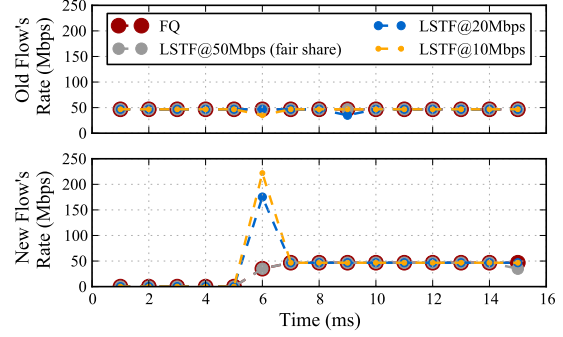 Old Flow's
Rate (Mbps)
250
200
150
100
50
0
FQ
LSTF@50Mbps (fair share)
LSTF@20Mbps
LSTF@10Mbps
New Flow's
Rate (Mbps)
250
200
150
100
50
0
0 2 4 6 8 10 12 14 16
Time (ms)